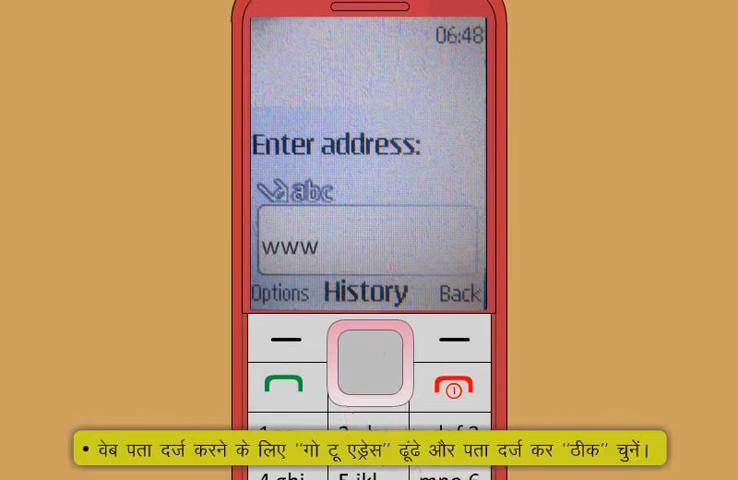 06:48
Enter address:
abc
www
Options History Back
• वेब पता दर्ज करने के लिए "गो टू एड्रेस" ढूंढे और पता दर्ज कर "ठीक" चुनें।